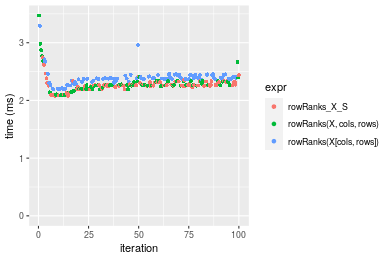 3
2
1
0
time (ms)
0
25
50
75
100
iteration
expr
rowRanks_X_S
rowRanks(X, cols, rows)
rowRanks(X[cols, rows])